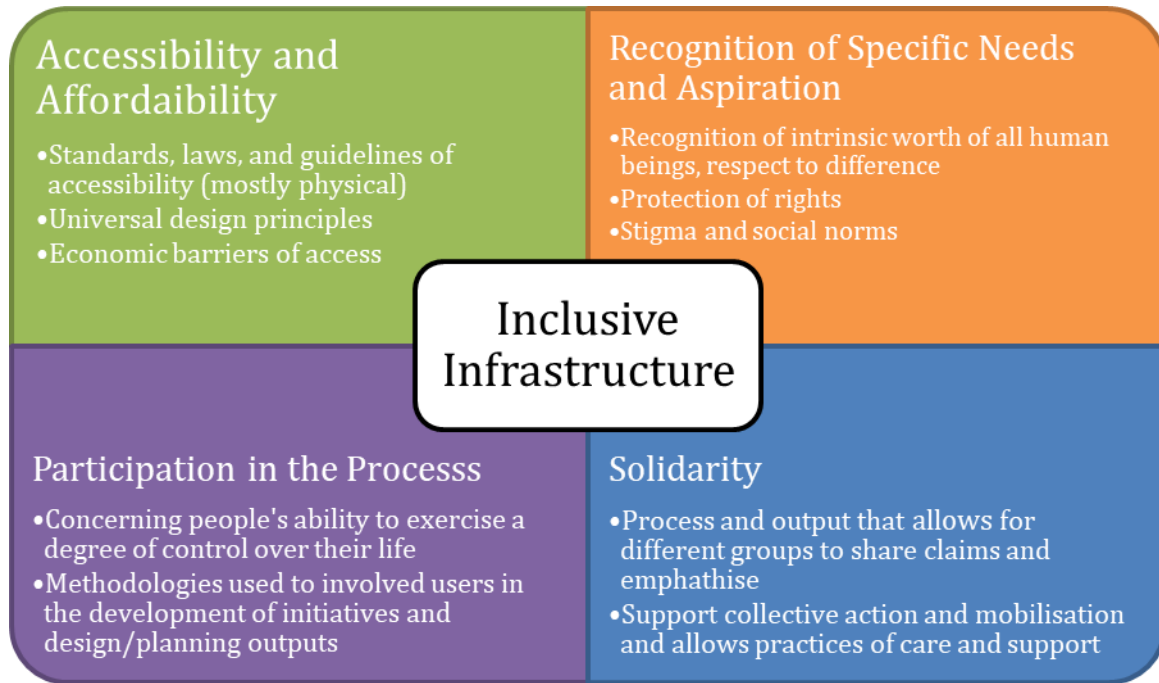 Accessibility and
Affordaibility
•Standards, laws, and guidelines of
accessibility (mostly physical)
•Universal design principles
•Economic barriers of access
Recognition of Specific Needs
and Aspiration
•Recognition of intrinsic worth of all human
beings, respect to difference
•Protection of rights
•Stigma and social norms
Inclusive
Infrastructure
Participation in the Processs
•Concerning people's ability to exercise a
degree of control over their life
•Methodologies used to involved users in
the development of initiatives and
design/planning outputs
Solidarity
•Process and output that allows for
different groups to share claims and
emphathise
•Support collective action and mobilisation
and allows practices of care and support